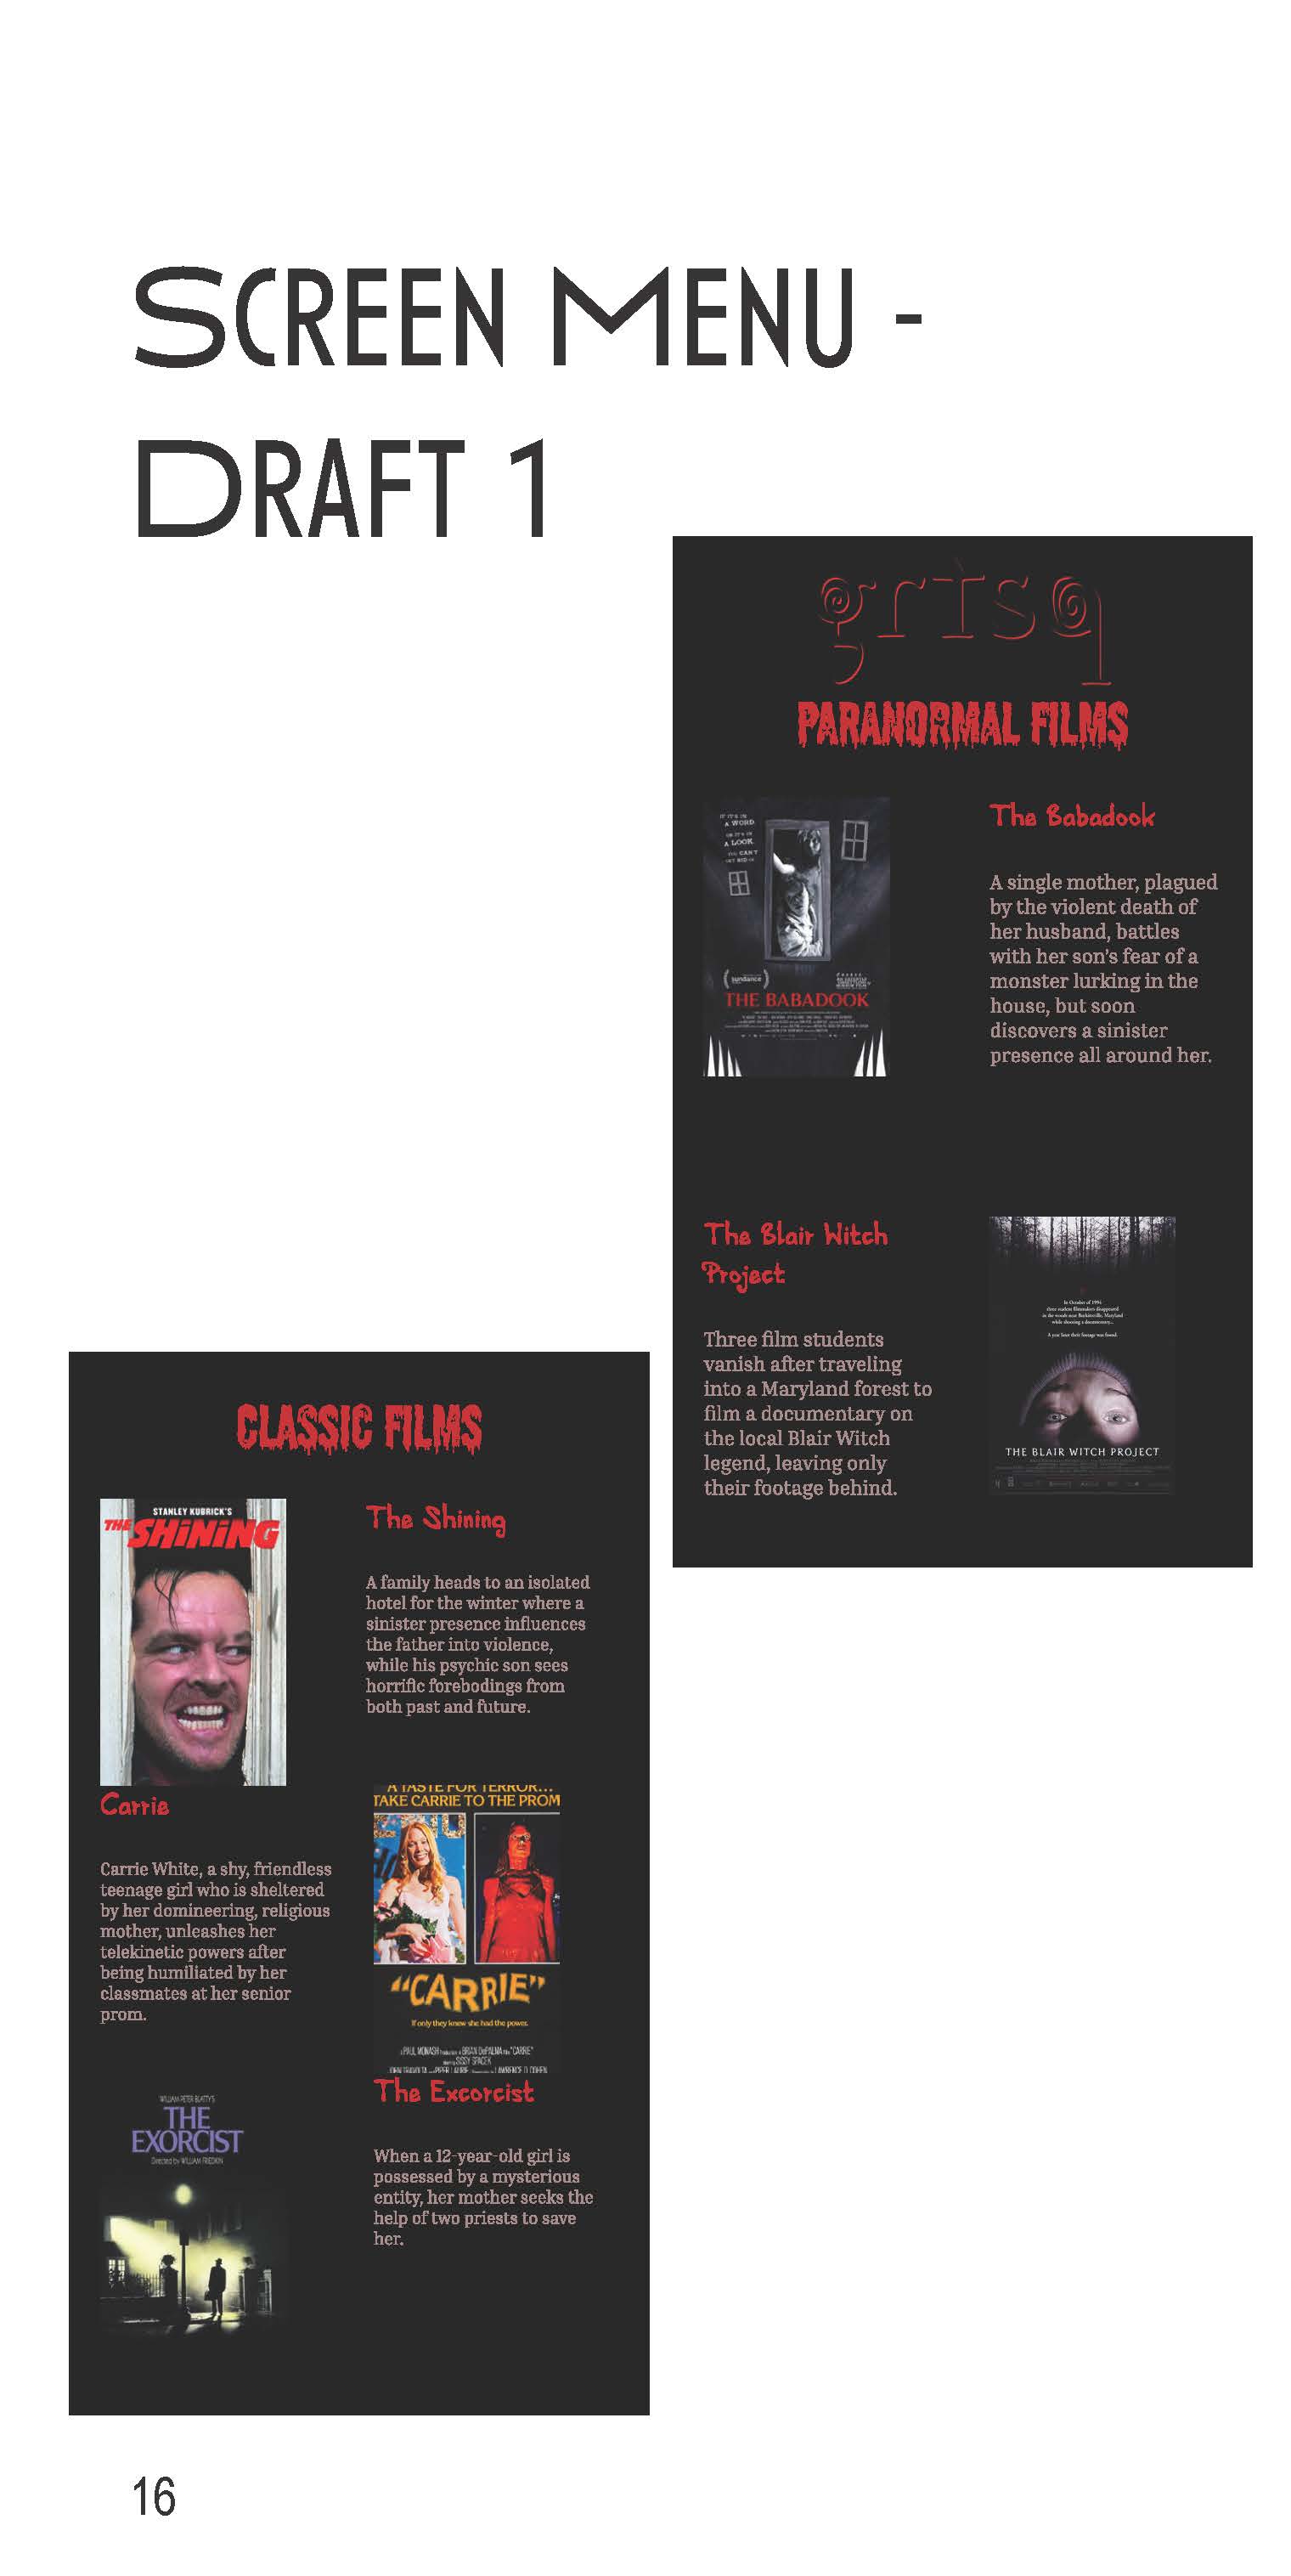 Screen Menu -
Draft 1
grisq
PARANORMAL FILMS
IF IT'S IN
A WORD
OR IT'S IN
A LOOK
YOU CAN'T
GET RID OF
sundance
THE BABADOOK
The Babadook
A single mother, plagued
by the violent death of
her husband, battles
with her son's fear of a
monster lurking in the
house, but soon
discovers a sinister
presence all around her.
The Blair Witch
Project
Three film students
vanish after traveling
into a Maryland forest to
film a documentary on
the local Blair Witch
legend, leaving only
their footage behind.
In October of 1994
three student filmmakers disappeared
in the woods near Burkittsville, Maryland
while shooting a documentary...
A year later their footage was found.
THE BLAIR WITCH PROJECT
CLASSIC FILMS
STANLEY KUBRICK'S
THE SHiNiNG
The Shining
A family heads to an isolated
hotel for the winter where a
sinister presence influences
the father into violence,
while his psychic son sees
horrific forebodings from
both past and future.
Carrie
Carrie White, a shy, friendless
teenage girl who is sheltered
by her domineering, religious
mother, unleashes her
telekinetic powers after
being humiliated by her
classmates at her senior
prom.
A TASTE FOR TERROR...
TAKE CARRIE TO THE PROM
"CARRIE"
If only they knew she had the power.
WILLIAM PETER BLATTY'S
THE
EXORCIST
Directed by WILLIAM FRIEDKIN
The Excorcist
When a 12-year-old girl is
possessed by a mysterious
entity, her mother seeks the
help of two priests to save
her.
16